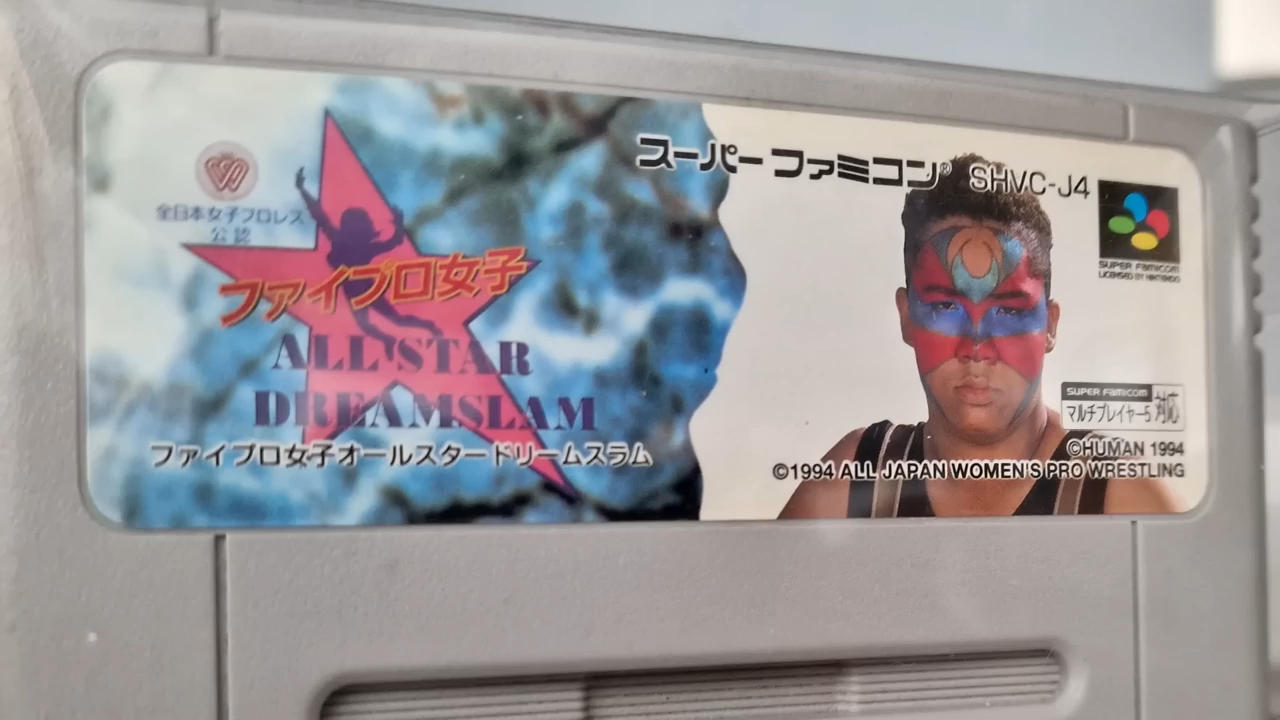 全日本女子プロレス
公認
ファイプロ女子
ALL STAR
DREAMSLAM
ファイプロ女子オールスタードリームスラム
スーパーファミコン® SHVC-J4
SUPER FAMICOM
LICENSED BY NINTENDO
SUPER FAMICOM
マルチプレイヤー5 対応
©HUMAN 1994
©1994 ALL JAPAN WOMEN'S PRO WRESTLING